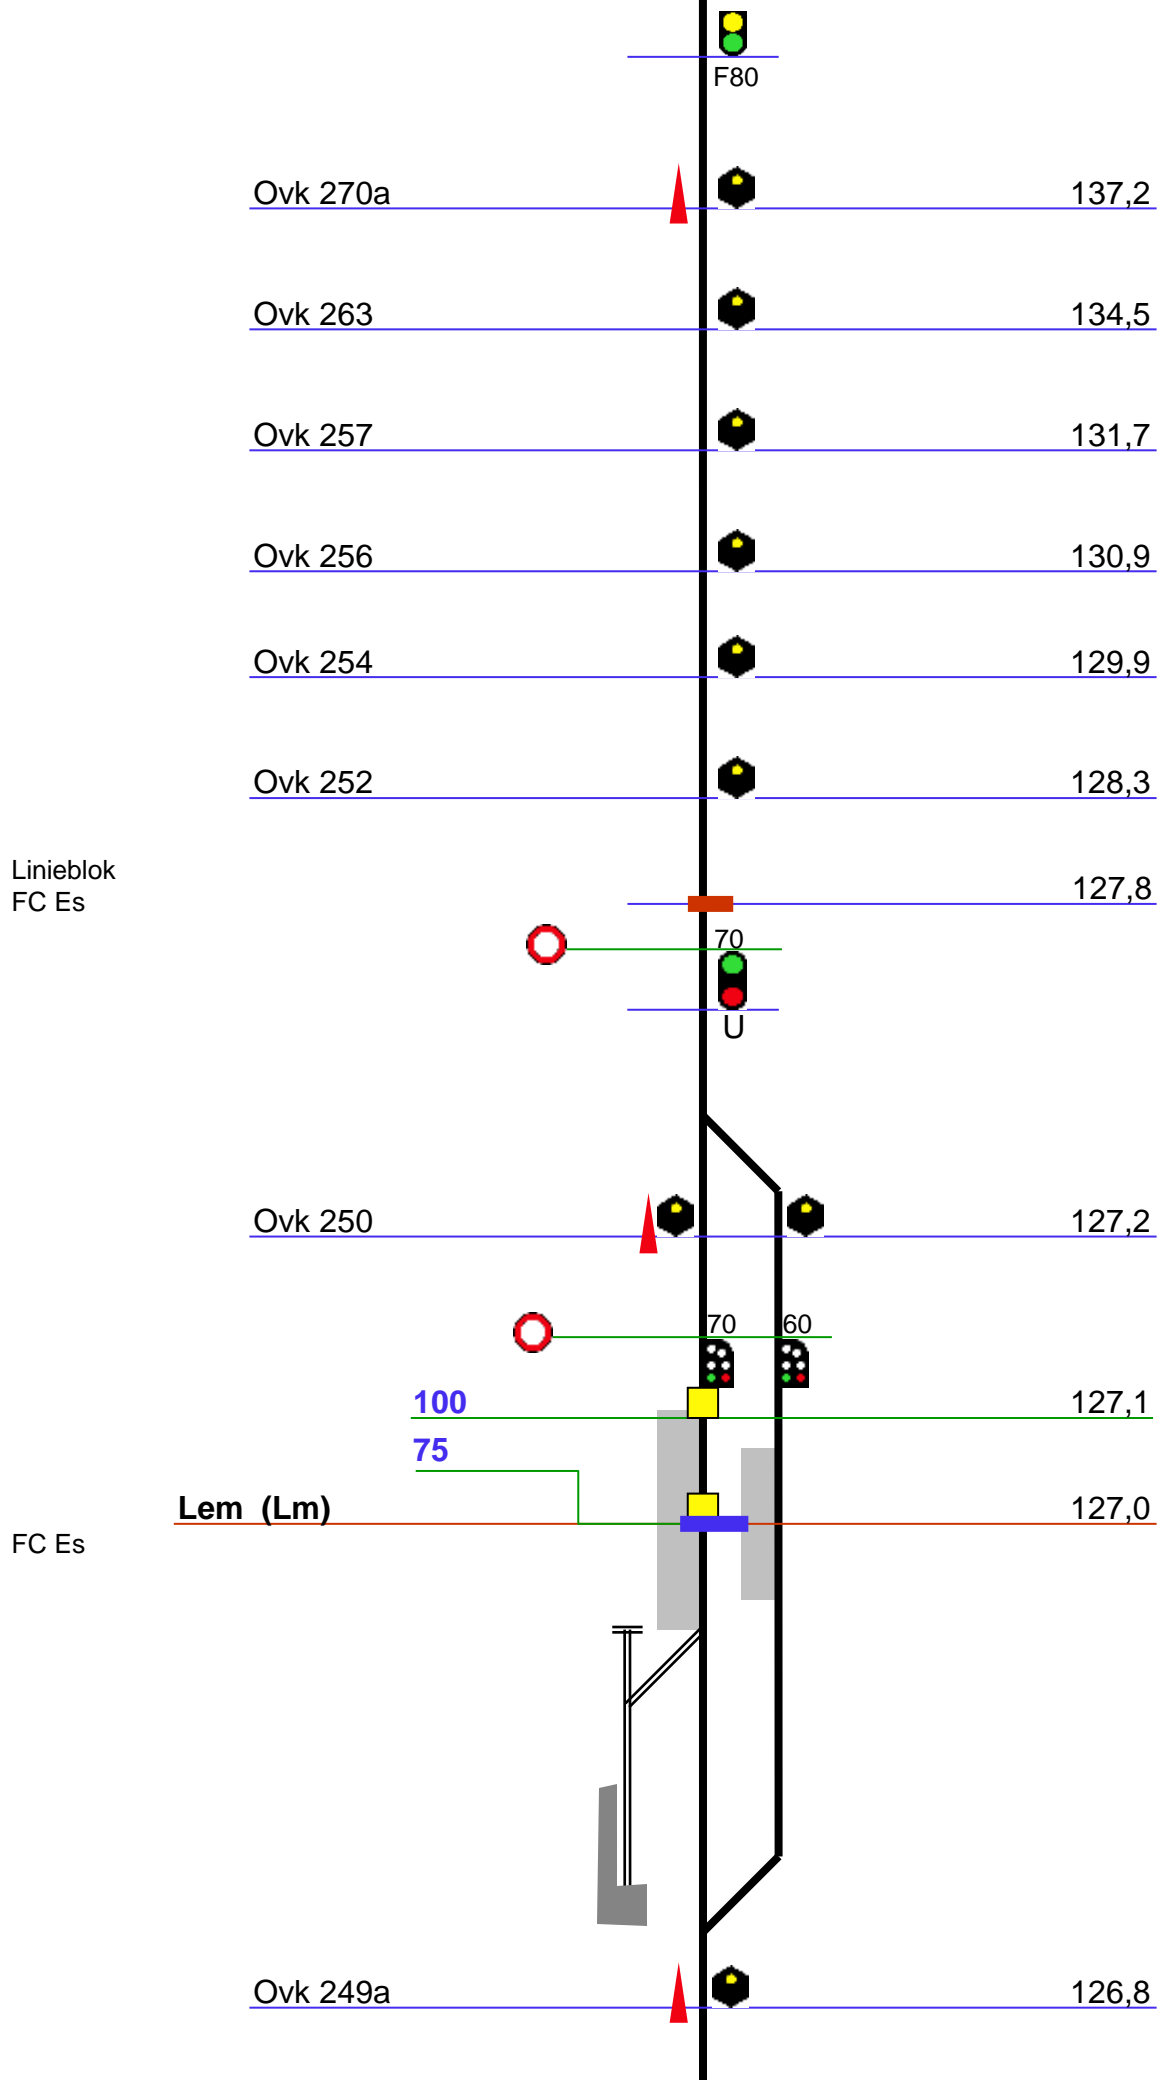 F80
Ovk 270a 137,2
Ovk 263 134,5
Ovk 257 131,7
Ovk 256 130,9
Ovk 254 129,9
Ovk 252 128,3
Linieblok
FC Es 127,8
70
U
Ovk 250 127,2
70 60
100 127,1
75
Lem (Lm) 127,0
FC Es
Ovk 249a 126,8